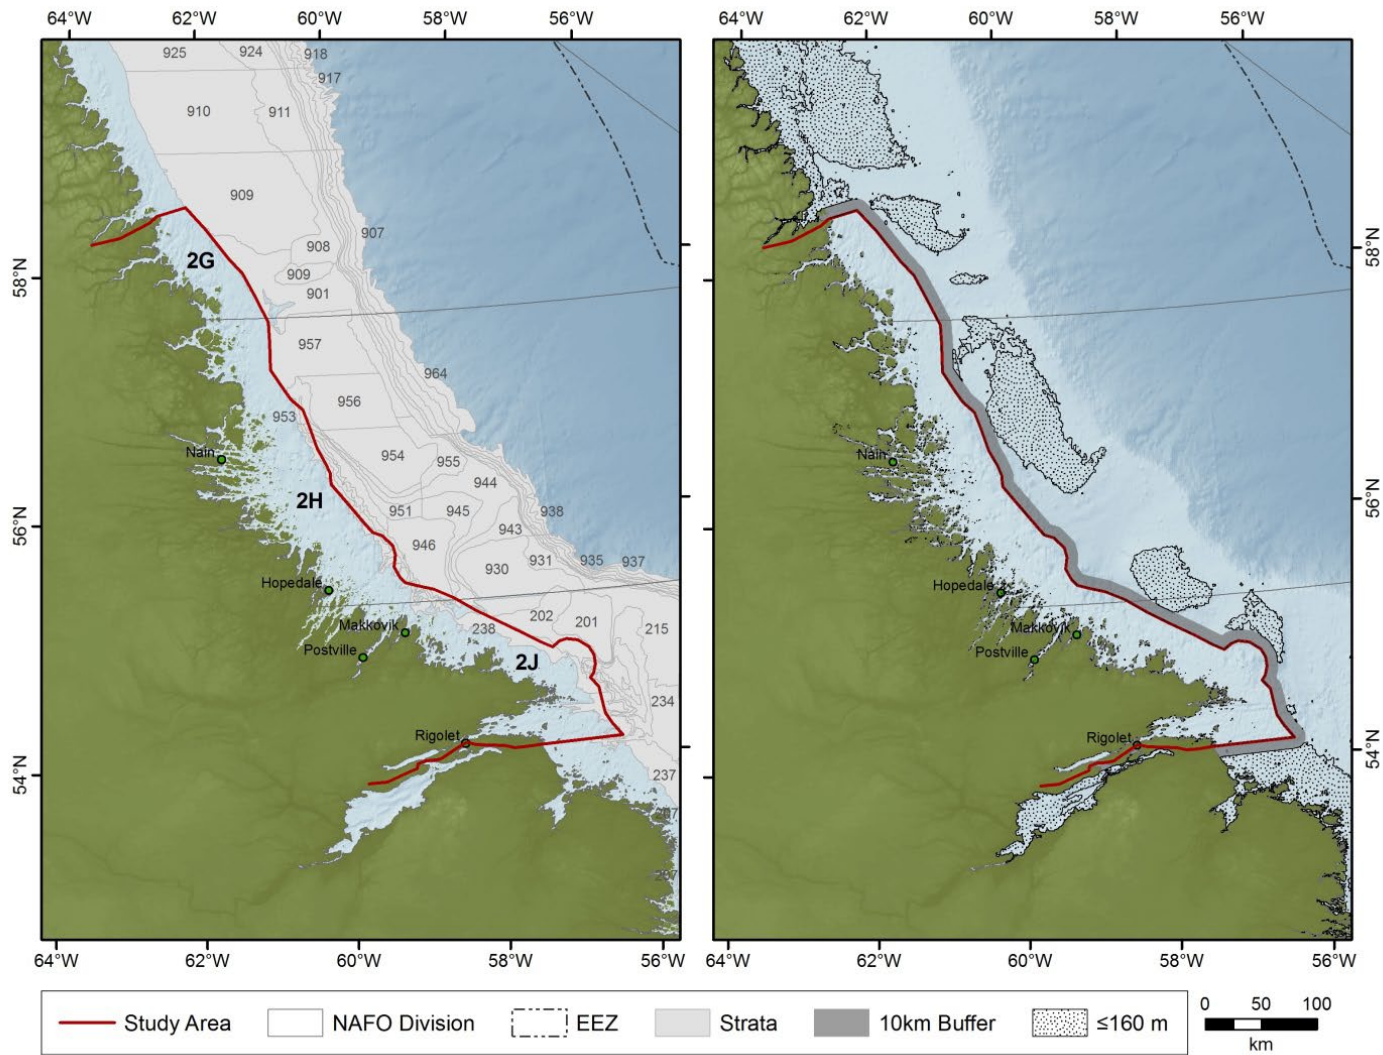 64°W 62°W 60°W 58°W 56°W 64°W 62°W 60°W 58°W 56°W
925 924 918
917
910 911
909
907
908
2G
909
58°N
901
58°N
957
964
956
953
Nain
954 955
944
2H
951 945 938
943
56°N
946
931 935 937
930
56°N
Hopedale
202 201
215
238
Makkovik
Postville
2J
234
Rigolet
54°N
237
Nain
Hopedale
Makkovik
Postville
Rigolet
54°N
64°W 62°W 60°W 58°W 56°W 64°W 62°W 60°W 58°W 56°W
Study Area NAFO Division EEZ Strata 10km Buffer ≤160 m
0 50 100
km